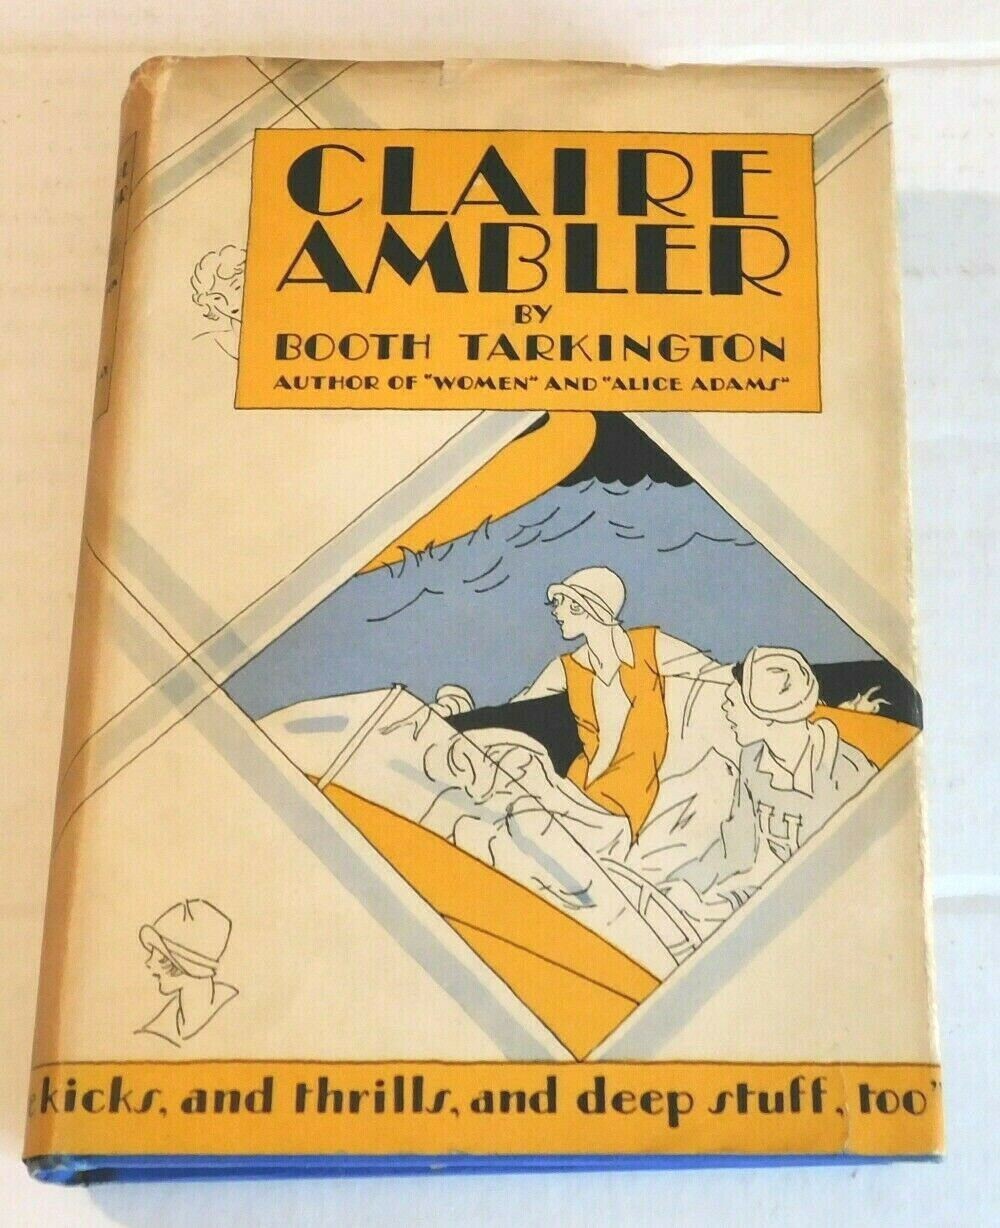 CLAIRE
AMBLER
BY
BOOTH TARKINGTON
AUTHOR OF "WOMEN" AND "ALICE ADAMS"
H
kicks, and thrills, and deep stuff, too"